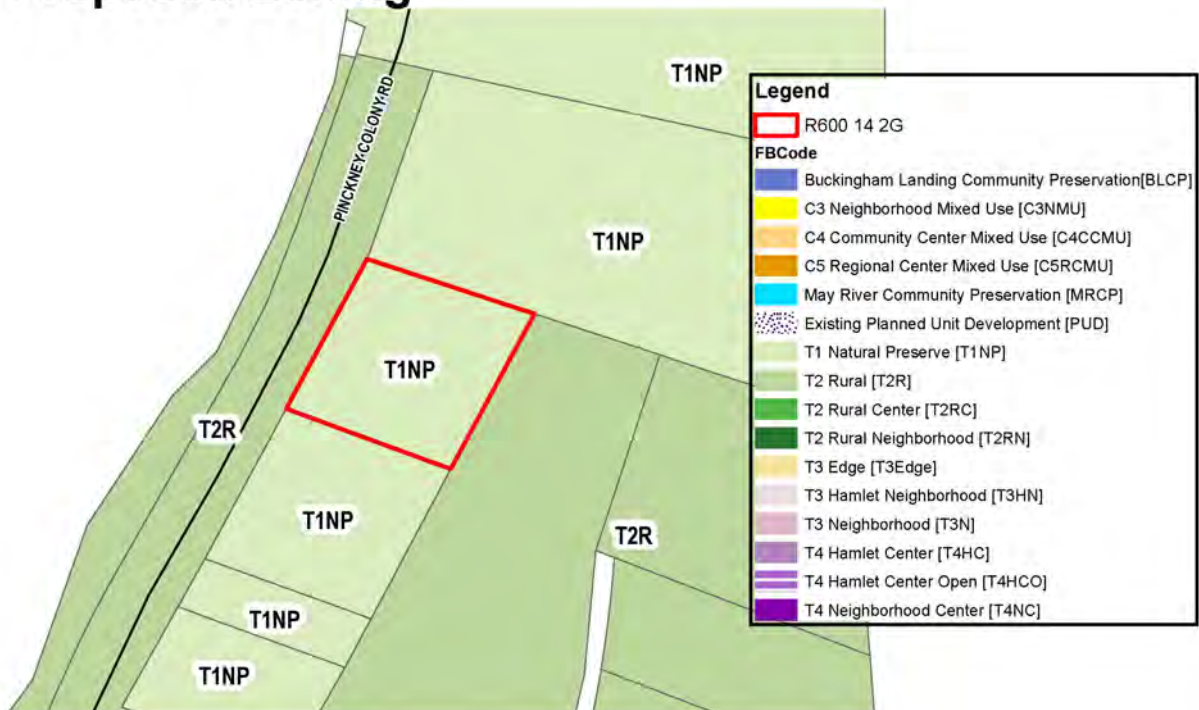 T1NP
PINCKNEY COLONY RD
T1NP
T1NP
T2R
T1NP
T2R
T1NP
T1NP
Legend
R600 14 2G
FBCode
Buckingham Landing Community Preservation[BLCP]
C3 Neighborhood Mixed Use [C3NMU]
C4 Community Center Mixed Use [C4CCMU]
C5 Regional Center Mixed Use [C5RCMU]
May River Community Preservation [MRCP]
Existing Planned Unit Development [PUD]
T1 Natural Preserve [T1NP]
T2 Rural [T2R]
T2 Rural Center [T2RC]
T2 Rural Neighborhood [T2RN]
T3 Edge [T3Edge]
T3 Hamlet Neighborhood [T3HN]
T3 Neighborhood [T3N]
T4 Hamlet Center [T4HC]
T4 Hamlet Center Open [T4HCO]
T4 Neighborhood Center [T4NC]